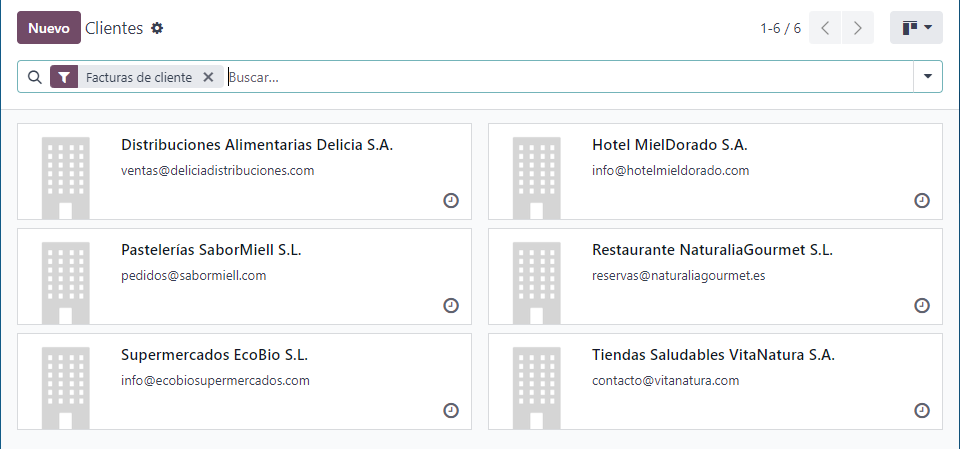 Nuevo Clientes 1-6 / 6
Facturas de cliente Buscar...
Distribuciones Alimentarias Delicia S.A.
ventas@deliciadistribuciones.com
Hotel MielDorado S.A.
info@hotelmieldorado.com
Pastelerías SaborMiell S.L.
pedidos@sabormiell.com
Restaurante NaturaliaGourmet S.L.
reservas@naturaliagourmet.es
Supermercados EcoBio S.L.
info@ecobiosupermercados.com
Tiendas Saludables VitaNatura S.A.
contacto@vitanatura.com